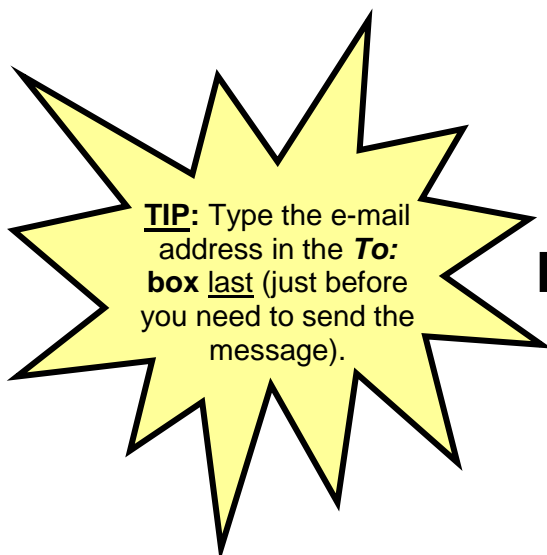 TIP: Type the e-mail
address in the To:
box last (just before
you need to send the
message).